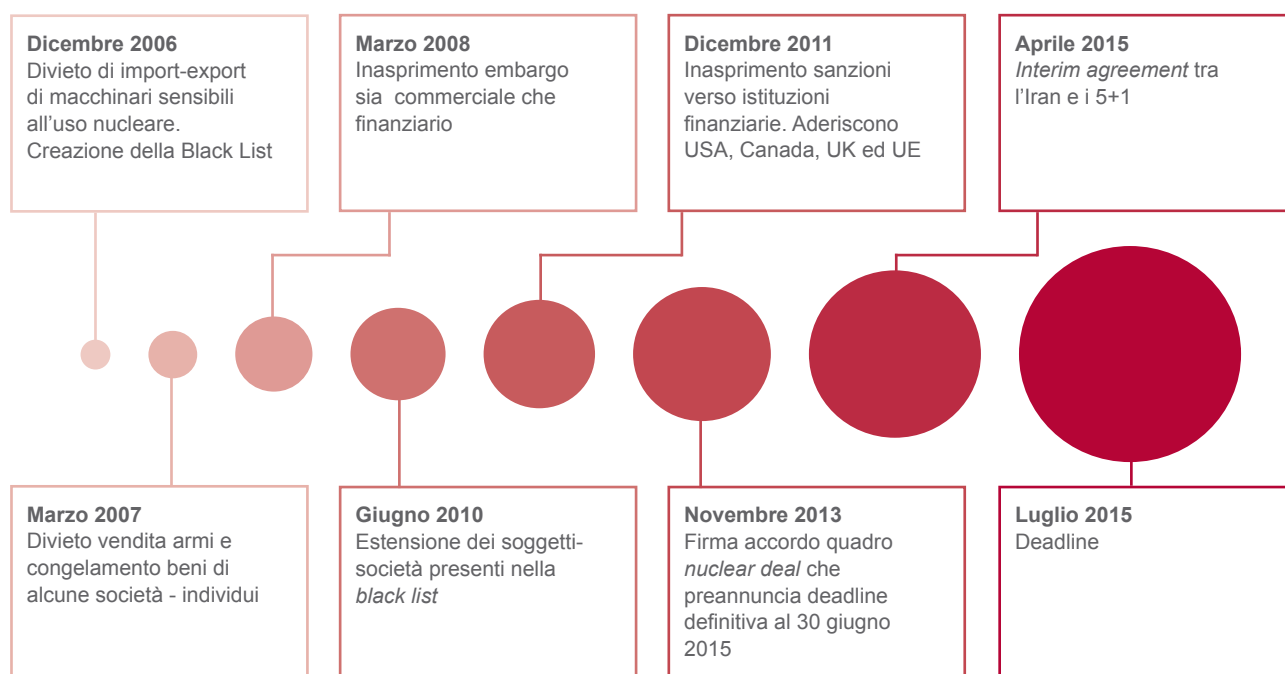 Dicembre 2006
Divieto di import-export
di macchinari sensibili
all'uso nucleare.
Creazione della Black List
Marzo 2008
Inasprimento embargo
sia  commerciale che
finanziario
Dicembre 2011
Inasprimento sanzioni
verso istituzioni
finanziarie. Aderiscono
USA, Canada, UK ed UE
Aprile 2015
Interim agreement tra
l'Iran e i 5+1
Marzo 2007
Divieto vendita armi e
congelamento beni di
alcune società - individui
Giugno 2010
Estensione dei soggetti-
società presenti nella
black list
Novembre 2013
Firma accordo quadro
nuclear deal che
preannuncia deadline
definitiva al 30 giugno
2015
Luglio 2015
Deadline